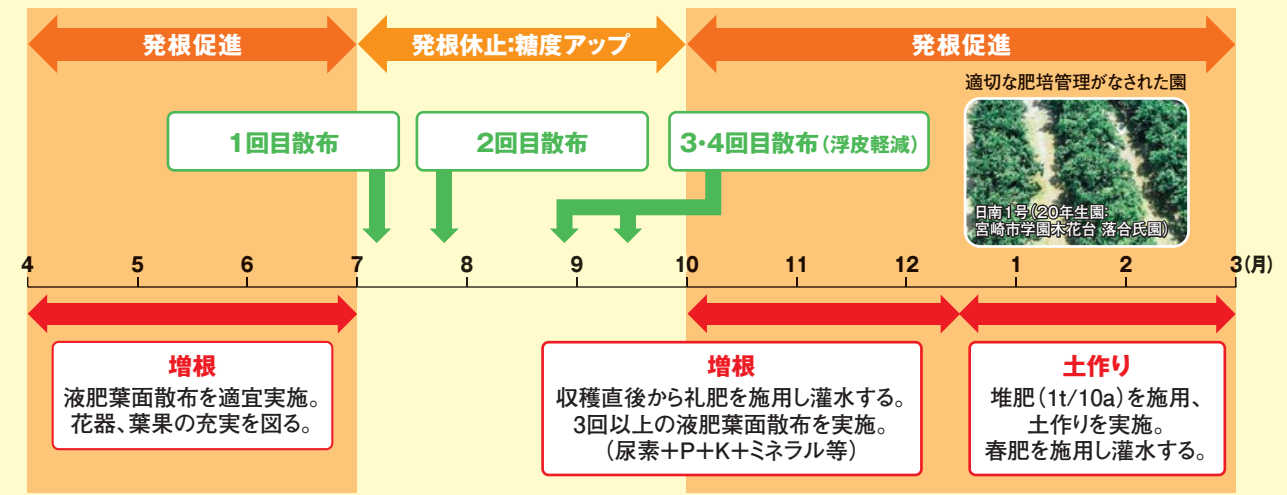 発根促進
発根休止:糖度アップ
発根促進
適切な肥培管理がなされた園
1回目散布
2回目散布
3・4回目散布(浮皮軽減)
日南1号(20年生園:
宮崎市学園木花台 落合氏園)
4 5 6 7 8 9 10 11 12 1 2 3(月)
増根
液肥葉面散布を適宜実施。
花器、葉果の充実を図る。
増根
収穫直後から礼肥を施用し灌水する。
3回以上の液肥葉面散布を実施。
(尿素+P+K+ミネラル等)
土作り
堆肥(1t/10a)を施用、
土作りを実施。
春肥を施用し灌水する。